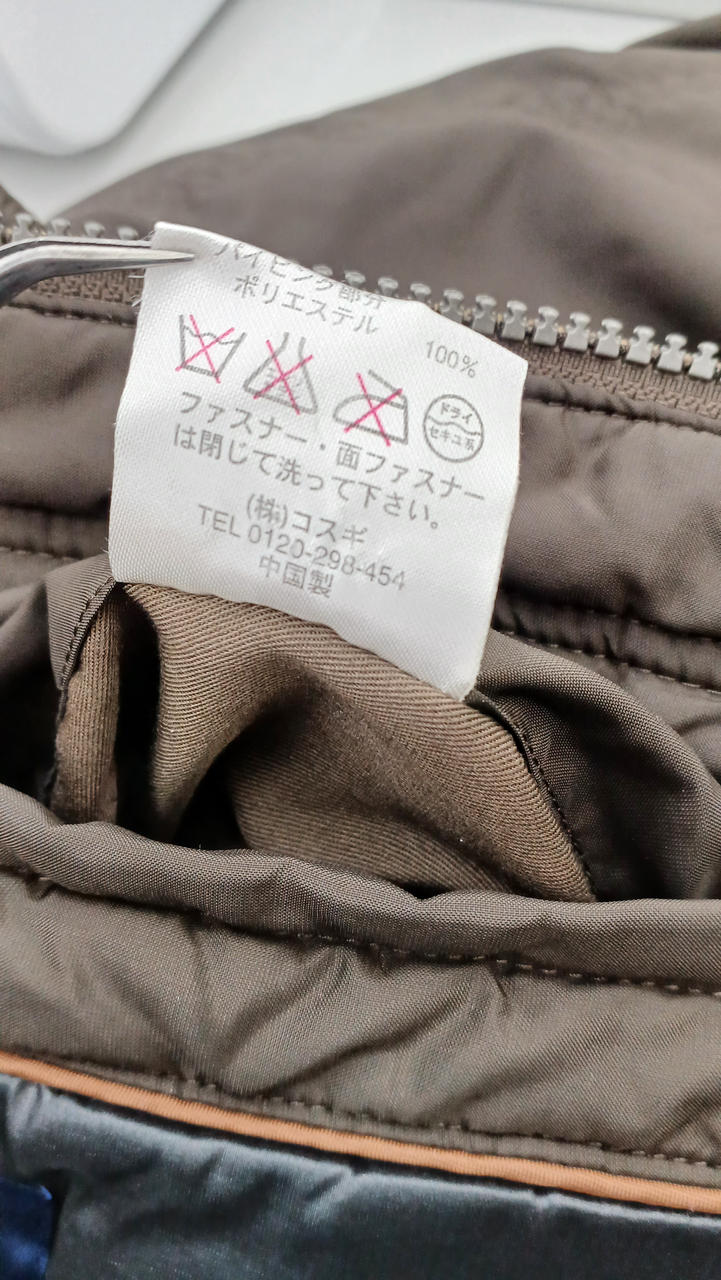 パイピング部分
ポリエステル
100%
ドライ
セキユ系
ファスナー・面ファスナー
は閉じて洗って下さい。
(株)コスギ
TEL 0120-298-454
中国製